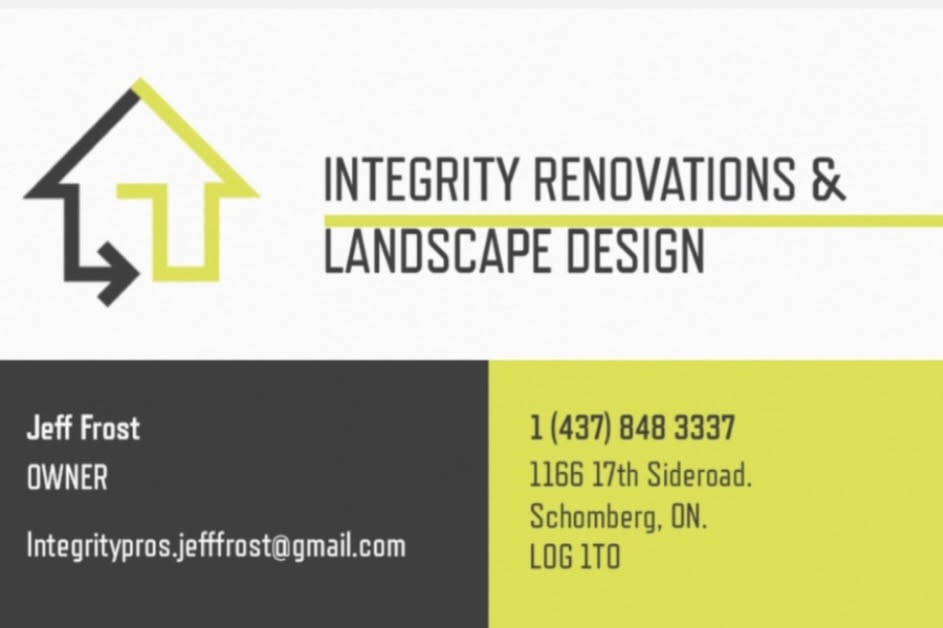 INTEGRITY RENOVATIONS &
LANDSCAPE DESIGN
Jeff Frost
OWNER
Integritypros.jefffrost@gmail.com
1 (437) 848 3337
1166 17th Sideroad.
Schomberg, ON.
LOG 1TO